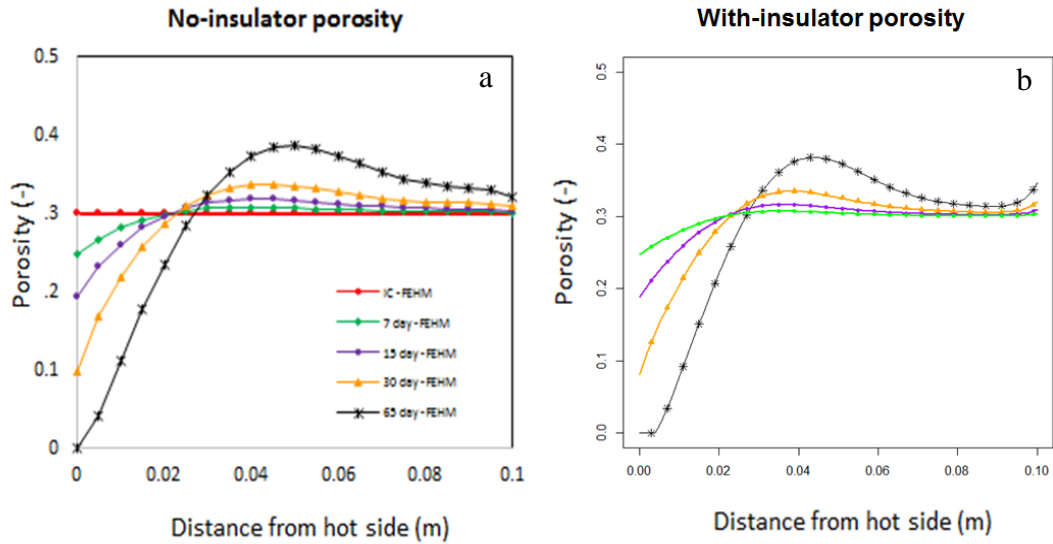 No-insulator porosity
a
0.5
0.4
0.3
0.2
0.1
0
Porosity (-)
IC - FEHM
7 day - FEHM
15 day - FEHM
30 day - FEHM
65 day - FEHM
0 0.02 0.04 0.06 0.08 0.1
Distance from hot side (m)
With-insulator porosity
b
0.5
0.4
0.3
0.2
0.1
0.0
Porosity (-)
0.00 0.02 0.04 0.06 0.08 0.10
Distance from hot side (m)